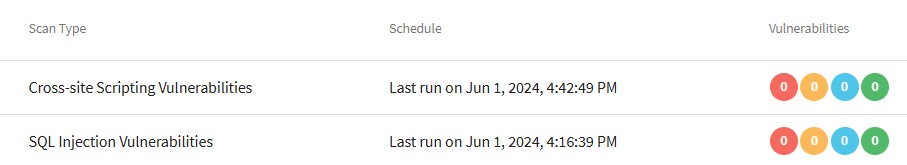 Scan Type Schedule Vulnerabilities
Cross-site Scripting Vulnerabilities Last run on Jun 1, 2024, 4:42:49 PM 0 0 0 0
SQL Injection Vulnerabilities Last run on Jun 1, 2024, 4:16:39 PM 0 0 0 0